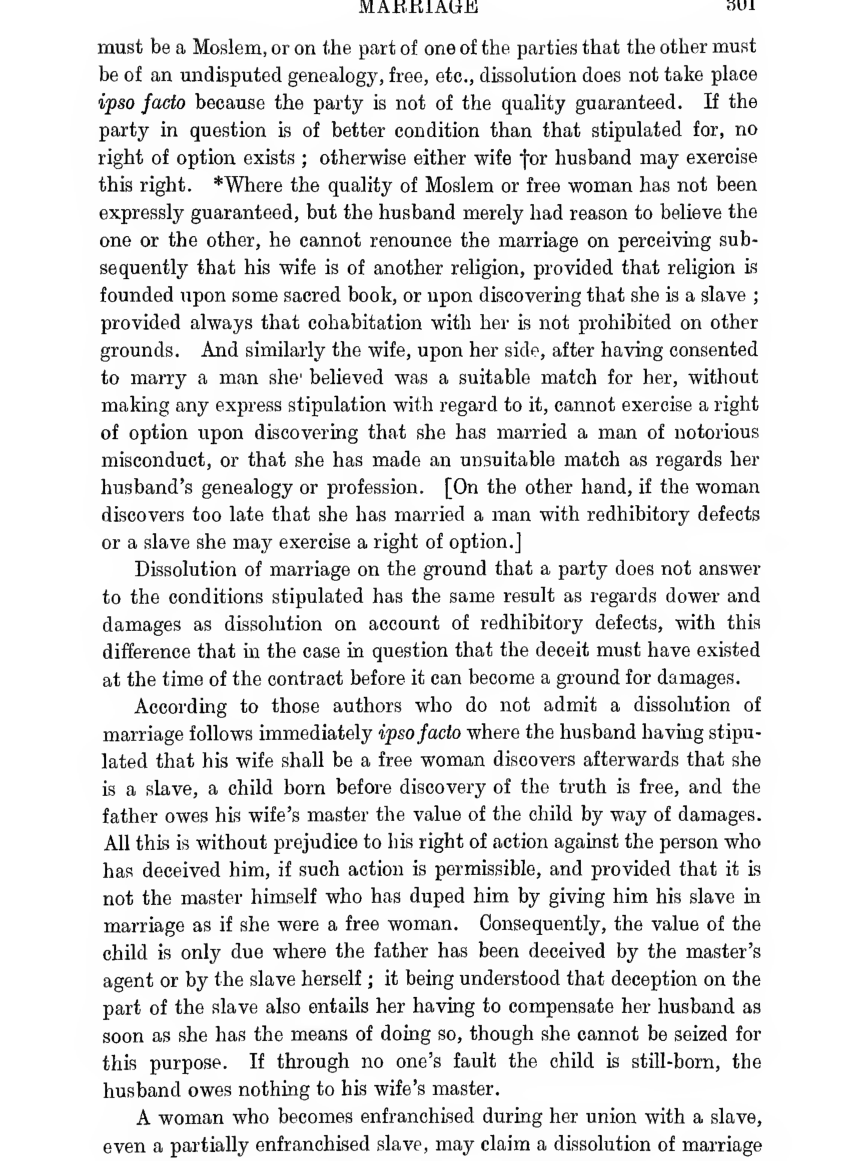 MARRIAGE 301
must be a Moslem, or on the part of one of the parties that the other must
be of an undisputed genealogy, free, etc., dissolution does not take place
ipso facto because the party is not of the quality guaranteed. If the
party in question is of better condition than that stipulated for, no
right of option exists ; otherwise either wife †or husband may exercise
this right. *Where the quality of Moslem or free woman has not been
expressly guaranteed, but the husband merely had reason to believe the
one or the other, he cannot renounce the marriage on perceiving sub-
sequently that his wife is of another religion, provided that religion is
founded upon some sacred book, or upon discovering that she is a slave ;
provided always that cohabitation with her is not prohibited on other
grounds. And similarly the wife, upon her side, after having consented
to marry a man she' believed was a suitable match for her, without
making any express stipulation with regard to it, cannot exercise a right
of option upon discovering that she has married a man of notorious
misconduct, or that she has made an unsuitable match as regards her
husband's genealogy or profession. [On the other hand, if the woman
discovers too late that she has married a man with redhibitory defects
or a slave she may exercise a right of option.]
Dissolution of marriage on the ground that a party does not answer
to the conditions stipulated has the same result as regards dower and
damages as dissolution on account of redhibitory defects, with this
difference that in the case in question that the deceit must have existed
at the time of the contract before it can become a ground for damages.
According to those authors who do not admit a dissolution of
marriage follows immediately ipso facto where the husband having stipu-
lated that his wife shall be a free woman discovers afterwards that she
is a slave, a child born before discovery of the truth is free, and the
father owes his wife's master the value of the child by way of damages.
All this is without prejudice to his right of action against the person who
has deceived him, if such action is permissible, and provided that it is
not the master himself who has duped him by giving him his slave in
marriage as if she were a free woman. Consequently, the value of the
child is only due where the father has been deceived by the master's
agent or by the slave herself ; it being understood that deception on the
part of the slave also entails her having to compensate her husband as
soon as she has the means of doing so, though she cannot be seized for
this purpose. If through no one's fault the child is still-born, the
husband owes nothing to his wife's master.
A woman who becomes enfranchised during her union with a slave,
even a partially enfranchised slave, may claim a dissolution of marriage